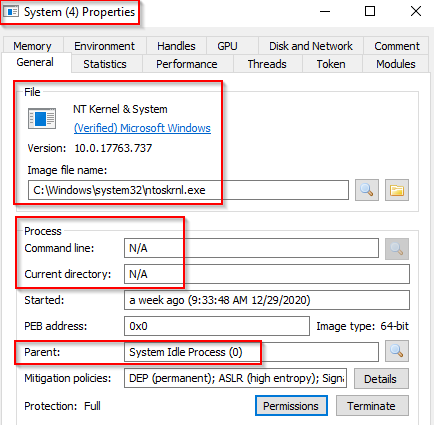 System (4) Properties
Memory Environment Handles GPU Disk and Network Comment
General Statistics Performance Threads Token Modules
File
NT Kernel & System
(Verified) Microsoft Windows
Version: 10.0.17763.737
Image file name:
C:\Windows\system32\ntoskrnl.exe
Process
Command line: N/A
Current directory: N/A
Started: a week ago (9:33:48 AM 12/29/2020)
PEB address: 0x0 Image type: 64-bit
Parent: System Idle Process (0)
Mitigation policies: DEP (permanent); ASLR (high entropy); Signa Details
Protection: Full Permissions Terminate